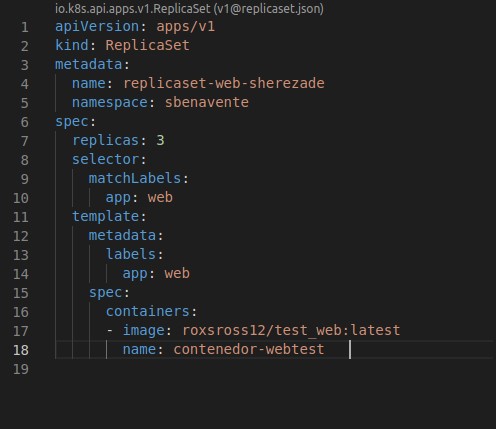 io.k8s.api.apps.v1.ReplicaSet (v1@replicaset.json)
1 apiVersion: apps/v1
2 kind: ReplicaSet
3 metadata:
4   name: replicaset-web-sherezade
5   namespace: sbenavente
6 spec:
7   replicas: 3
8   selector:
9     matchLabels:
10       app: web
11   template:
12     metadata:
13       labels:
14         app: web
15     spec:
16       containers:
17       - image: roxsross12/test_web:latest
18         name: contenedor-webtest
19